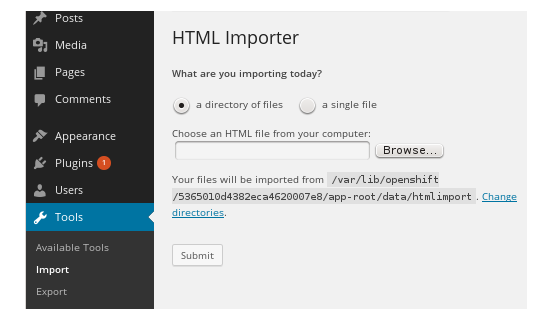 Posts
Media
Pages
Comments
Appearance
Plugins 1
Users
Tools
Available Tools
Import
Export
HTML Importer
What are you importing today?
a directory of files a single file
Choose an HTML file from your computer:
Browse...
Your files will be imported from /var/lib/openshift
/5365010d4382eca4620007e8/app-root/data/htmlimport . Change
directories.
Submit